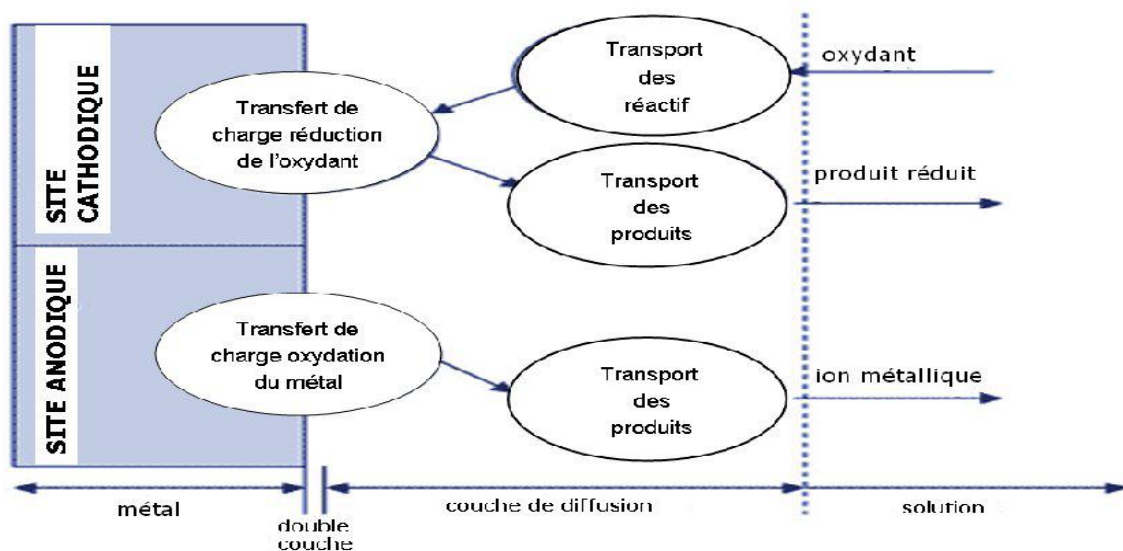 SITE
CATHODIQUE
Transfert de
charge réduction
de l'oxydant
Transport
des
réactif
oxydant
Transport
des
produits
produit réduit
SITE ANODIQUE
Transfert de
charge oxydation
du métal
Transport
des
produits
ion métallique
métal
double
couche
couche de diffusion
solution